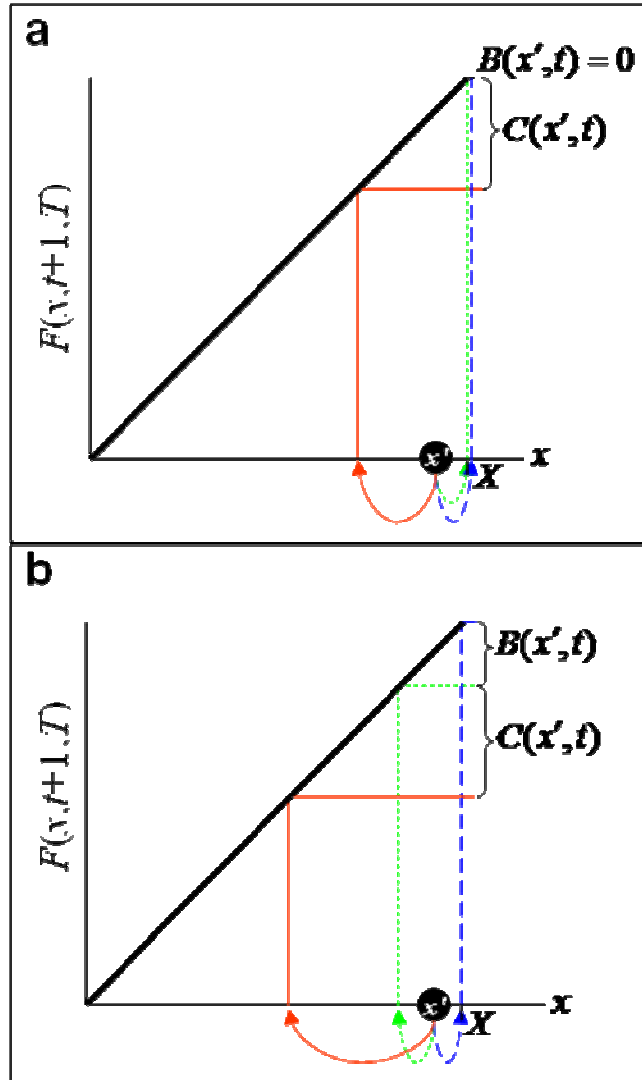 a
B(x′,t) = 0
C(x′,t)
F(x,t+1,T)
x′
X
x
b
B(x′,t)
C(x′,t)
F(x,t+1,T)
x′
X
x